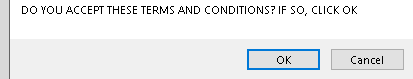 DO YOU ACCEPT THESE TERMS AND CONDITIONS? IF SO, CLICK OK
OK Cancel